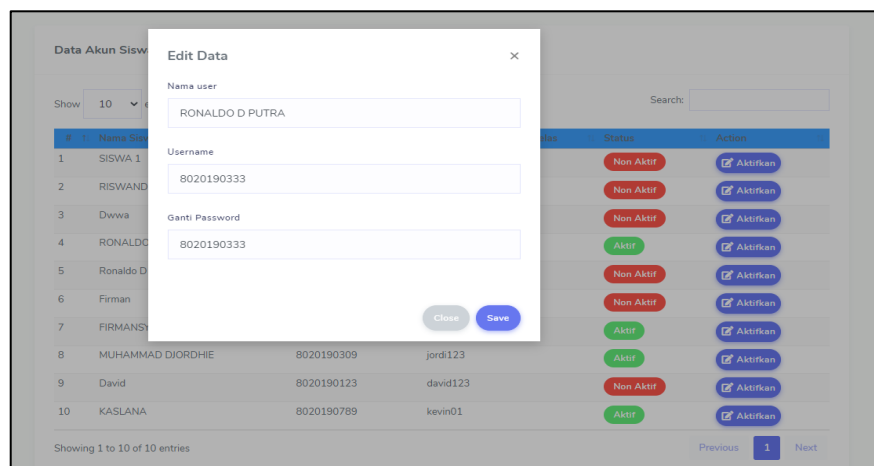 Data Akun Sisw
Edit Data ×
Nama user
RONALDO D PUTRA
Username
8020190333
Ganti Password
8020190333
Close Save
Show 10 e Search:
# Nama Sisw las Status Action
1 SISWA 1 Non Aktif Aktifkan
2 RISWAND Non Aktif Aktifkan
3 Dwwa Non Aktif Aktifkan
4 RONALDO Aktif Aktifkan
5 Ronaldo D Non Aktif Aktifkan
6 Firman Non Aktif Aktifkan
7 FIRMANSY Aktif Aktifkan
8 MUHAMMAD DJORDHIE 8020190309 jordi123 Aktif Aktifkan
9 David 8020190123 david123 Non Aktif Aktifkan
10 KASLANA 8020190789 kevin01 Aktif Aktifkan
Showing 1 to 10 of 10 entries Previous 1 Next